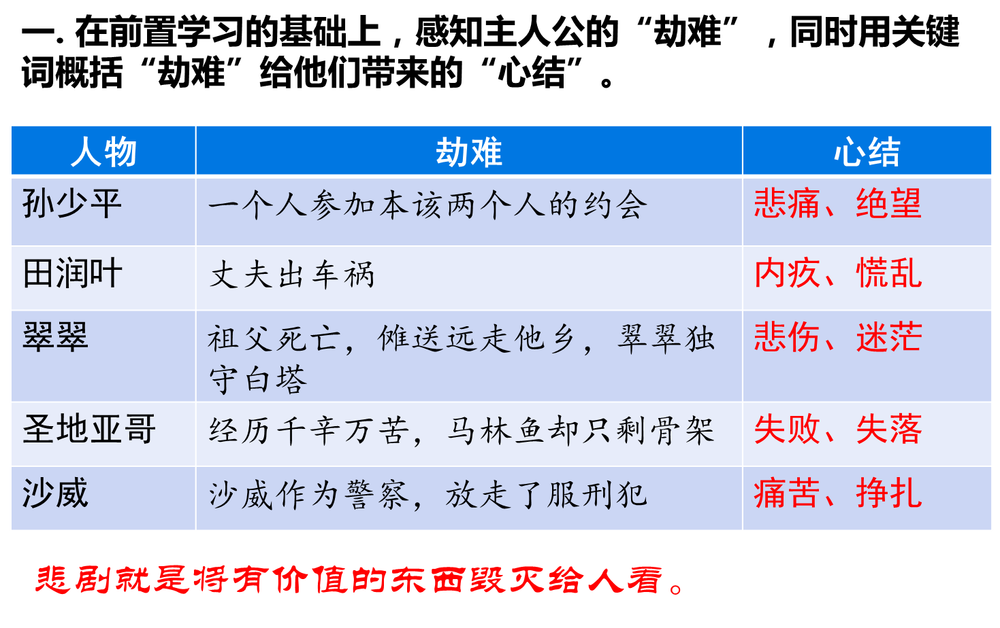 一. 在前置学习的基础上，感知主人公的“劫难”，同时用关键
词概括“劫难”给他们带来的“心结”。
人物 劫难 心结
孙少平 一个人参加本该两个人的约会 悲痛、绝望
田润叶 丈夫出车祸 内疚、慌乱
翠翠 祖父死亡，傩送远走他乡，翠翠独 悲伤、迷茫
守白塔
圣地亚哥 经历千辛万苦，马林鱼却只剩骨架 失败、失落
沙威 沙威作为警察，放走了服刑犯 痛苦、挣扎
悲剧就是将有价值的东西毁灭给人看。